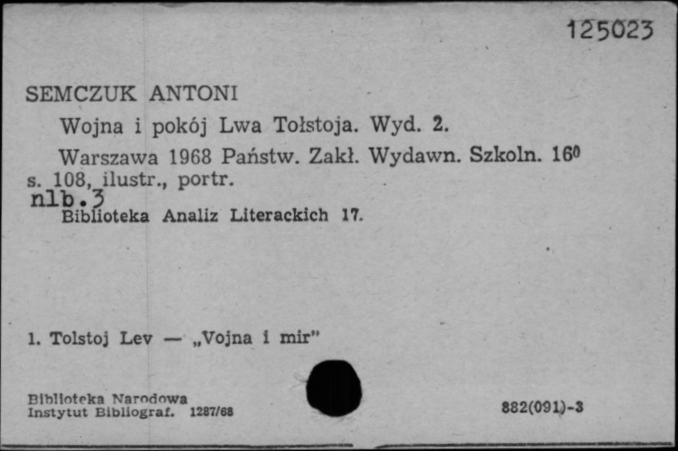 125023
SEMCZUK ANTONI
Wojna i pokój Lwa Tołstoja. Wyd. 2.
Warszawa 1968 Państw. Zakł. Wydawn. Szkoln. 16⁰
s. 108, ilustr., portr.
nlb.3
Biblioteka Analiz Literackich 17.
1. Tolstoj Lev — „Vojna i mir”
Biblioteka Narodowa
Instytut Bibliograf. 1287/68
882(091)-3